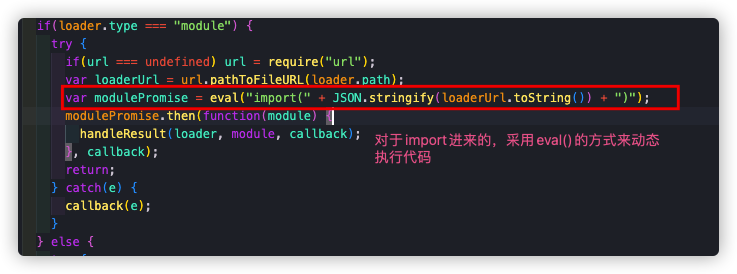 if(loader.type === "module") {
try {
if(url === undefined) url = require("url");
var loaderUrl = url.pathToFileURL(loader.path);
var modulePromise = eval("import(" + JSON.stringify(loaderUrl.toString()) + ")");
modulePromise.then(function(module) {
handleResult(loader, module, callback);
}, callback);
对于import进来的，采用eval()的方式来动态
执行代码
return;
} catch(e) {
callback(e);
}
} else {